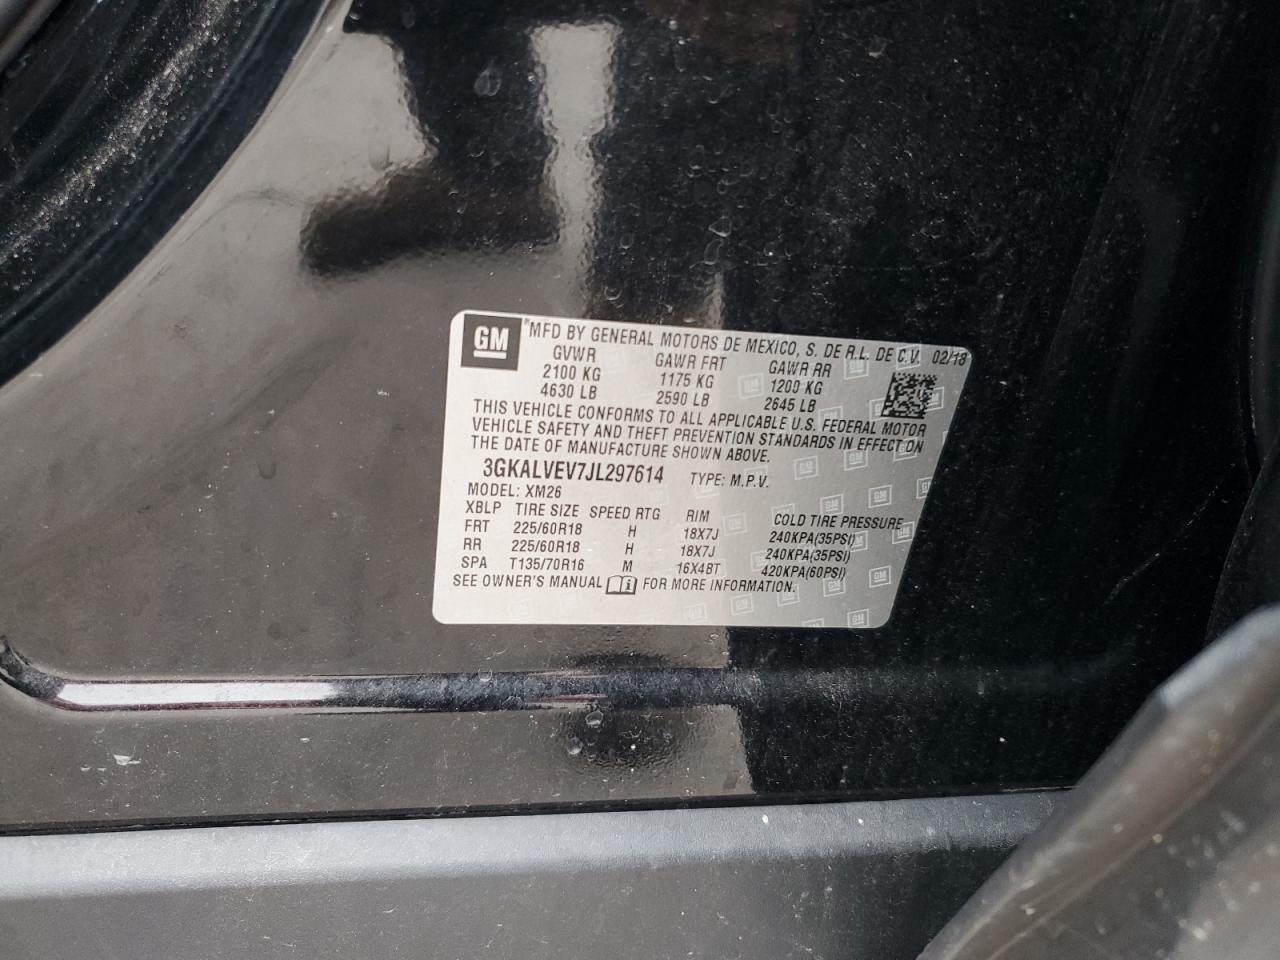 GM
MFD BY GENERAL MOTORS DE MEXICO, S. DE R.L. DE C.V. 02/18
GVWR GAWR FRT GAWR RR
2100 KG 1175 KG 1200 KG
4630 LB 2590 LB 2645 LB
THIS VEHICLE CONFORMS TO ALL APPLICABLE U.S. FEDERAL MOTOR
VEHICLE SAFETY AND THEFT PREVENTION STANDARDS IN EFFECT ON
THE DATE OF MANUFACTURE SHOWN ABOVE.
3GKALVEV7JL297614 TYPE: M.P.V.
MODEL: XM26
XBLP TIRE SIZE SPEED RTG RIM COLD TIRE PRESSURE
FRT 225/60R18 H 18X7J 240KPA(35PSI)
RR 225/60R18 H 18X7J 240KPA(35PSI)
SPA T135/70R16 M 16X4BT 420KPA(60PSI)
SEE OWNER'S MANUAL FOR MORE INFORMATION.